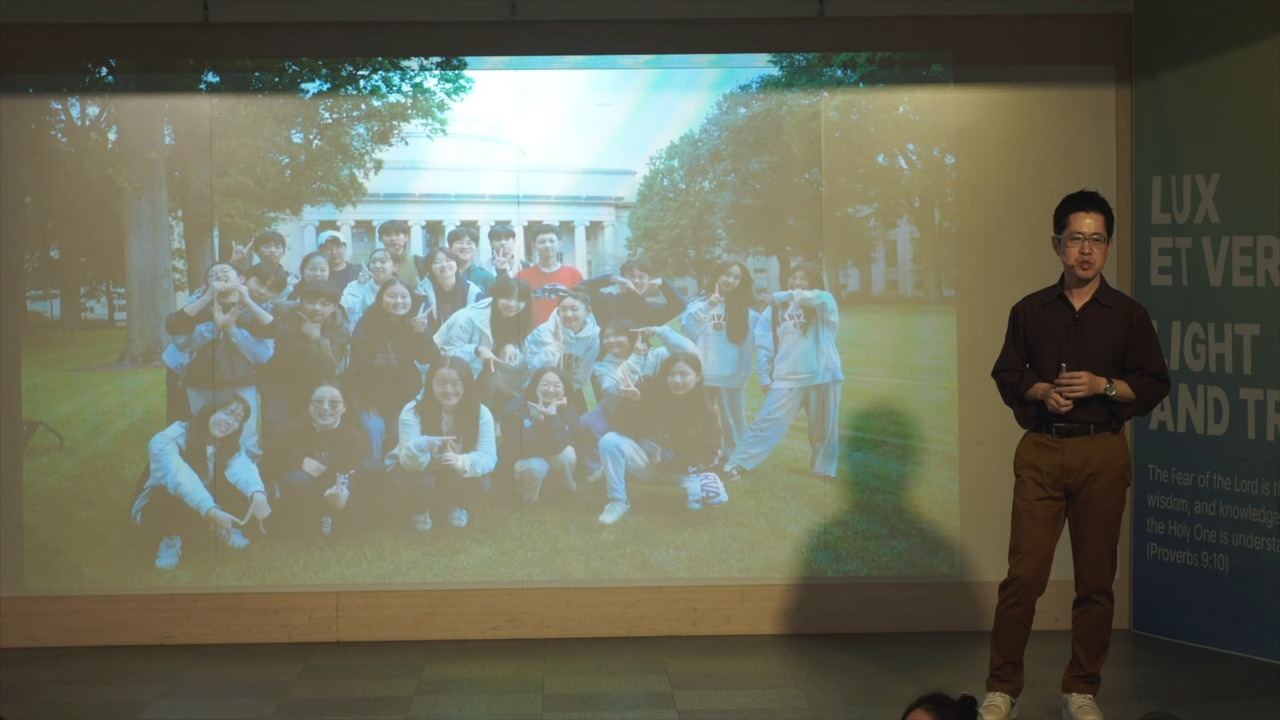 LUX
ET VER
LIGHT
AND TR
The Fear of the Lord is t
wisdom, and knowledge
the Holy One is understa
(Proverbs 9:10)